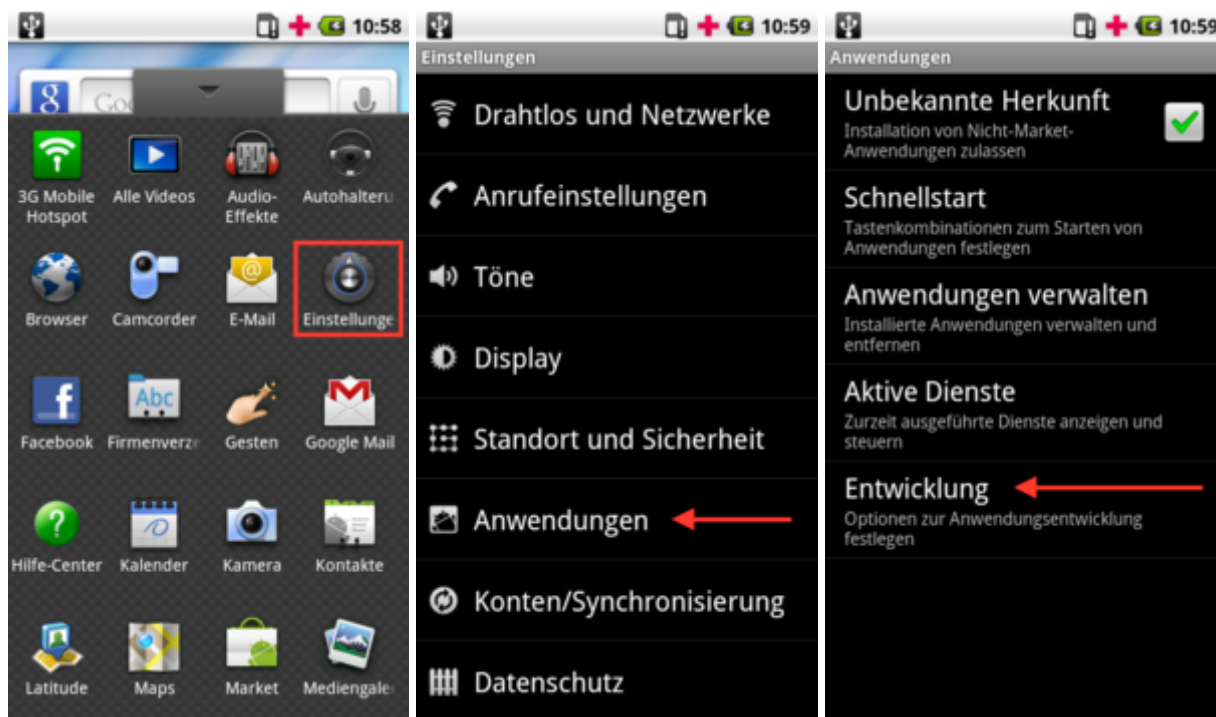 10:58
Goo
3G Mobile
Hotspot
Alle Videos
Audio-
Effekte
Autohalteru
Browser
Camcorder
E-Mail
Einstellunge
Abc
Facebook
Firmenverze
Gesten
Google Mail
Hilfe-Center
Kalender
Kamera
Kontakte
Latitude
Maps
Market
Mediengaler
10:59
Einstellungen
Drahtlos und Netzwerke
Anrufeinstellungen
Töne
Display
Standort und Sicherheit
Anwendungen
Konten/Synchronisierung
Datenschutz
10:59
Anwendungen
Unbekannte Herkunft
Installation von Nicht-Market-
Anwendungen zulassen
Schnellstart
Tastenkombinationen zum Starten von
Anwendungen festlegen
Anwendungen verwalten
Installierte Anwendungen verwalten und
entfernen
Aktive Dienste
Zurzeit ausgeführte Dienste anzeigen und
steuern
Entwicklung
Optionen zur Anwendungsentwicklung
festlegen